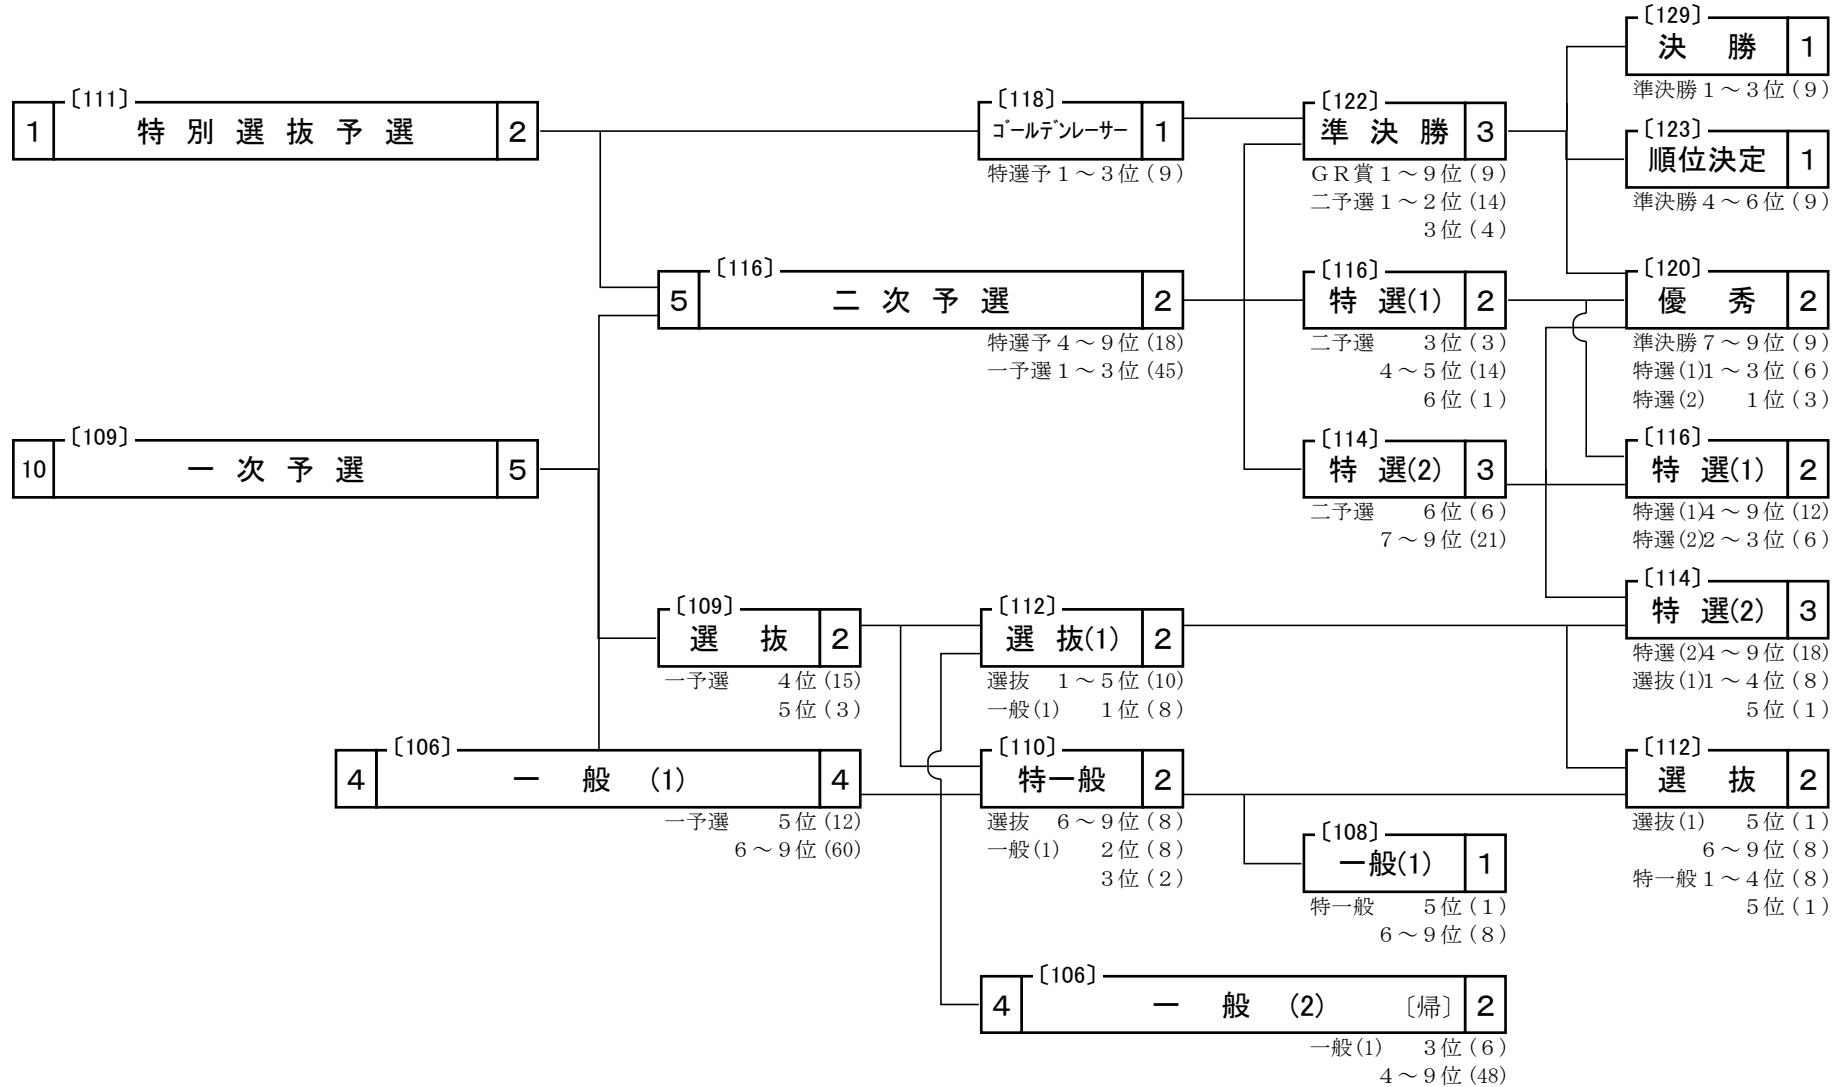 〔111〕
1 特別選抜予選 2
〔109〕
10 一次予選 5
〔106〕
4 一般(1) 4
一予選 5位(12)
6～9位(60)
〔116〕
5 二次予選 2
特選予4～9位(18)
一予選1～3位(45)
〔109〕
選抜 2
一予選 4位(15)
5位(3)
〔118〕
ゴールデンレーサー 1
特選予1～3位(9)
〔112〕
選抜(1) 2
選抜 1～5位(10)
一般(1) 1位(8)
〔110〕
特一般 2
選抜 6～9位(8)
一般(1) 2位(8)
3位(2)
〔106〕
4 一般(2) 〔帰〕 2
一般(1) 3位(6)
4～9位(48)
〔122〕
準決勝 3
GR賞1～9位(9)
二予選1～2位(14)
3位(4)
〔116〕
特選(1) 2
二予選 3位(3)
4～5位(14)
6位(1)
〔114〕
特選(2) 3
二予選 6位(6)
7～9位(21)
〔108〕
一般(1) 1
特一般 5位(1)
6～9位(8)
〔129〕
決勝 1
準決勝1～3位(9)
〔123〕
順位決定 1
準決勝4～6位(9)
〔120〕
優秀 2
準決勝7～9位(9)
特選(1)1～3位(6)
特選(2) 1位(3)
〔116〕
特選(1) 2
特選(1)4～9位(12)
特選(2)2～3位(6)
〔114〕
特選(2) 3
特選(2)4～9位(18)
選抜(1)1～4位(8)
5位(1)
〔112〕
選抜 2
選抜(1) 5位(1)
6～9位(8)
特一般1～4位(8)
5位(1)